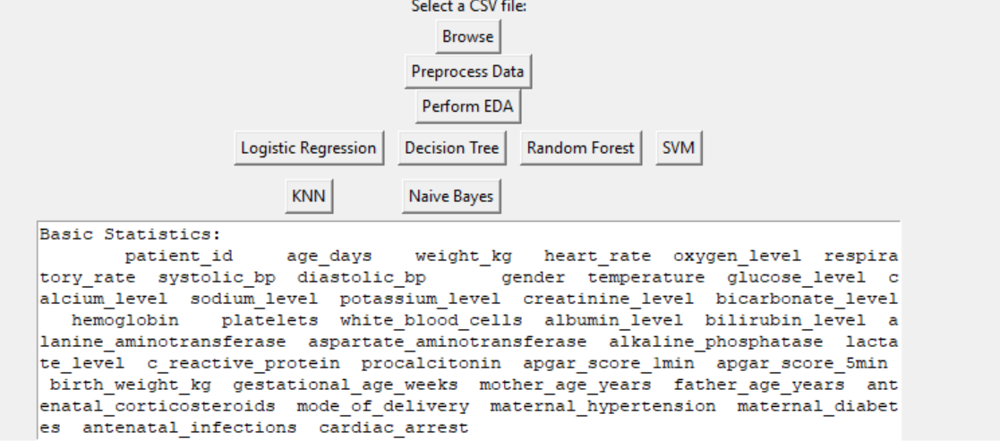 Select a CSV file:
Browse
Preprocess Data
Perform EDA
Logistic Regression Decision Tree Random Forest SVM
KNN Naive Bayes
Basic Statistics:
patient_id age_days weight_kg heart_rate oxygen_level respira
tory_rate systolic_bp diastolic_bp gender temperature glucose_level c
alcium_level sodium_level potassium_level creatinine_level bicarbonate_level
hemoglobin platelets white_blood_cells albumin_level bilirubin_level a
lanine_aminotransferase aspartate_aminotransferase alkaline_phosphatase lacta
te_level c_reactive_protein procalcitonin apgar_score_1min apgar_score_5min
birth_weight_kg gestational_age_weeks mother_age_years father_age_years ant
enatal_corticosteroids mode_of_delivery maternal_hypertension maternal_diabet
es antenatal_infections cardiac_arrest